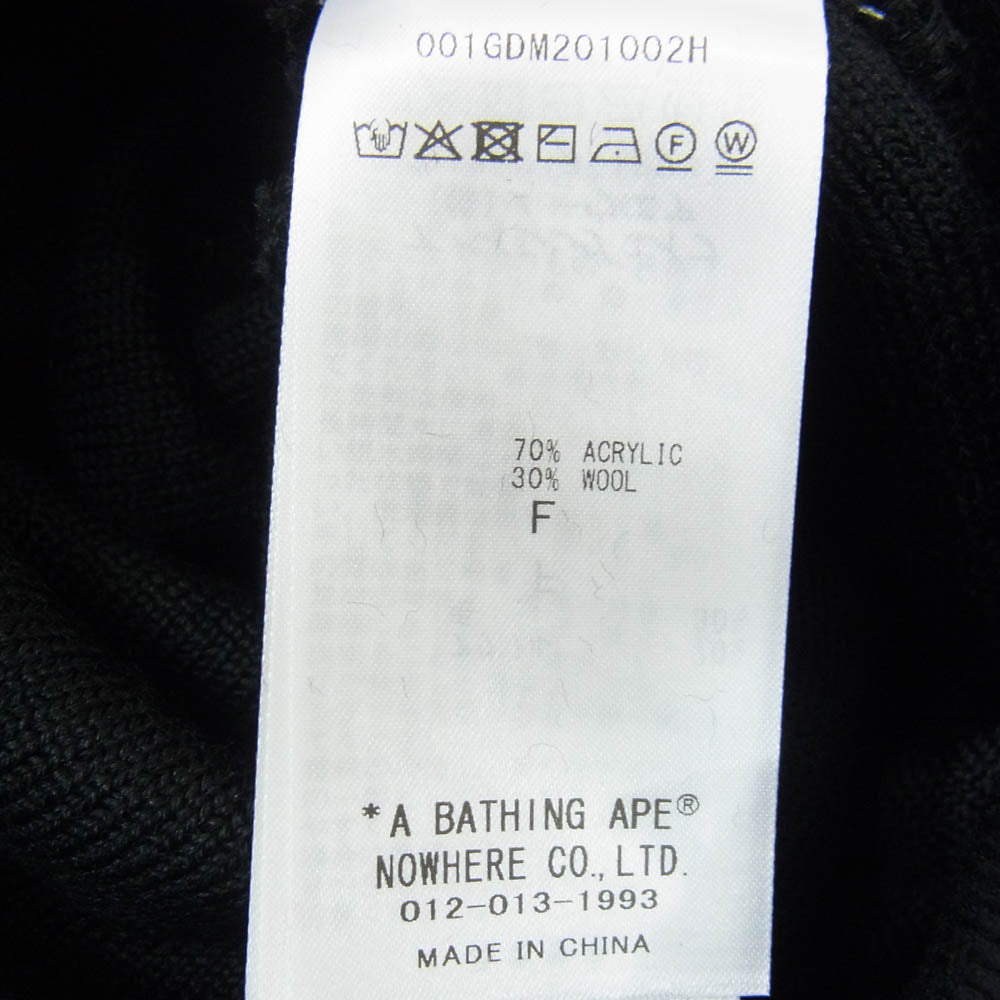 001GDM201002H
F W
70% ACRYLIC
30% WOOL
F
*A BATHING APE®
NOWHERE CO., LTD.
012-013-1993
MADE IN CHINA